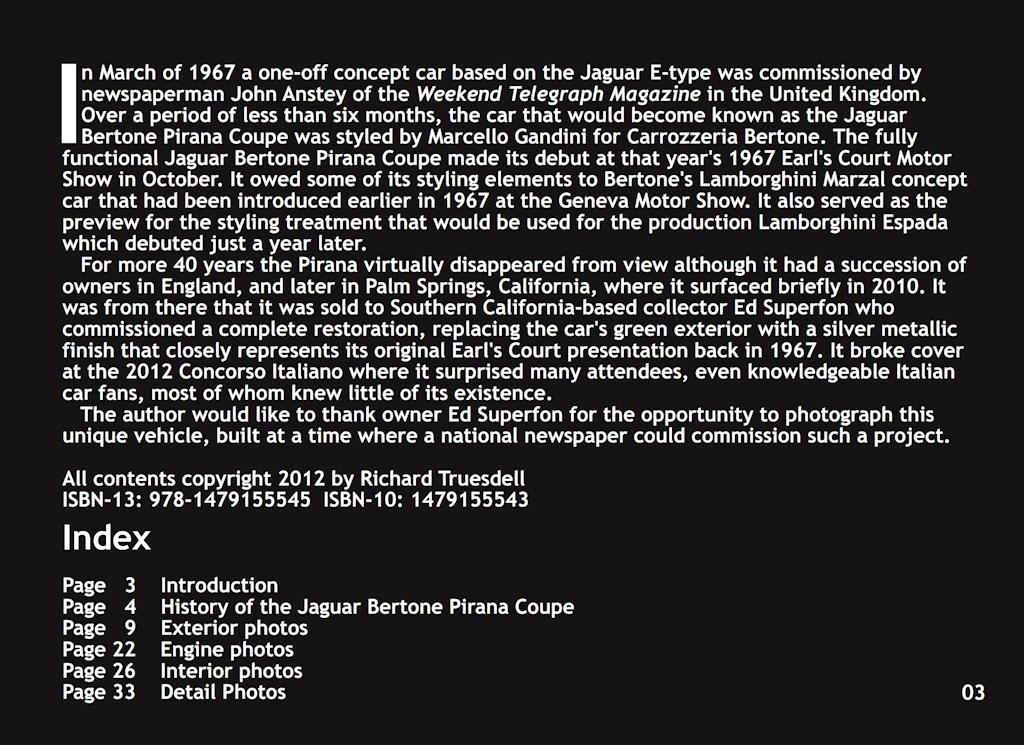 In March of 1967 a one-off concept car based on the Jaguar E-type was commissioned by
newspaperman John Anstey of the Weekend Telegraph Magazine in the United Kingdom.
Over a period of less than six months, the car that would become known as the Jaguar
Bertone Pirana Coupe was styled by Marcello Gandini for Carrozzeria Bertone. The fully
functional Jaguar Bertone Pirana Coupe made its debut at that year's 1967 Earl's Court Motor
Show in October. It owed some of its styling elements to Bertone's Lamborghini Marzal concept
car that had been introduced earlier in 1967 at the Geneva Motor Show. It also served as the
preview for the styling treatment that would be used for the production Lamborghini Espada
which debuted just a year later.
For more 40 years the Pirana virtually disappeared from view although it had a succession of
owners in England, and later in Palm Springs, California, where it surfaced briefly in 2010. It
was from there that it was sold to Southern California-based collector Ed Superfon who
commissioned a complete restoration, replacing the car's green exterior with a silver metallic
finish that closely represents its original Earl's Court presentation back in 1967. It broke cover
at the 2012 Concorso Italiano where it surprised many attendees, even knowledgeable Italian
car fans, most of whom knew little of its existence.
The author would like to thank owner Ed Superfon for the opportunity to photograph this
unique vehicle, built at a time where a national newspaper could commission such a project.
All contents copyright 2012 by Richard Truesdell
ISBN-13: 978-1479155545 ISBN-10: 1479155543
Index
Page 3 Introduction
Page 4 History of the Jaguar Bertone Pirana Coupe
Page 9 Exterior photos
Page 22 Engine photos
Page 26 Interior photos
Page 33 Detail Photos
03